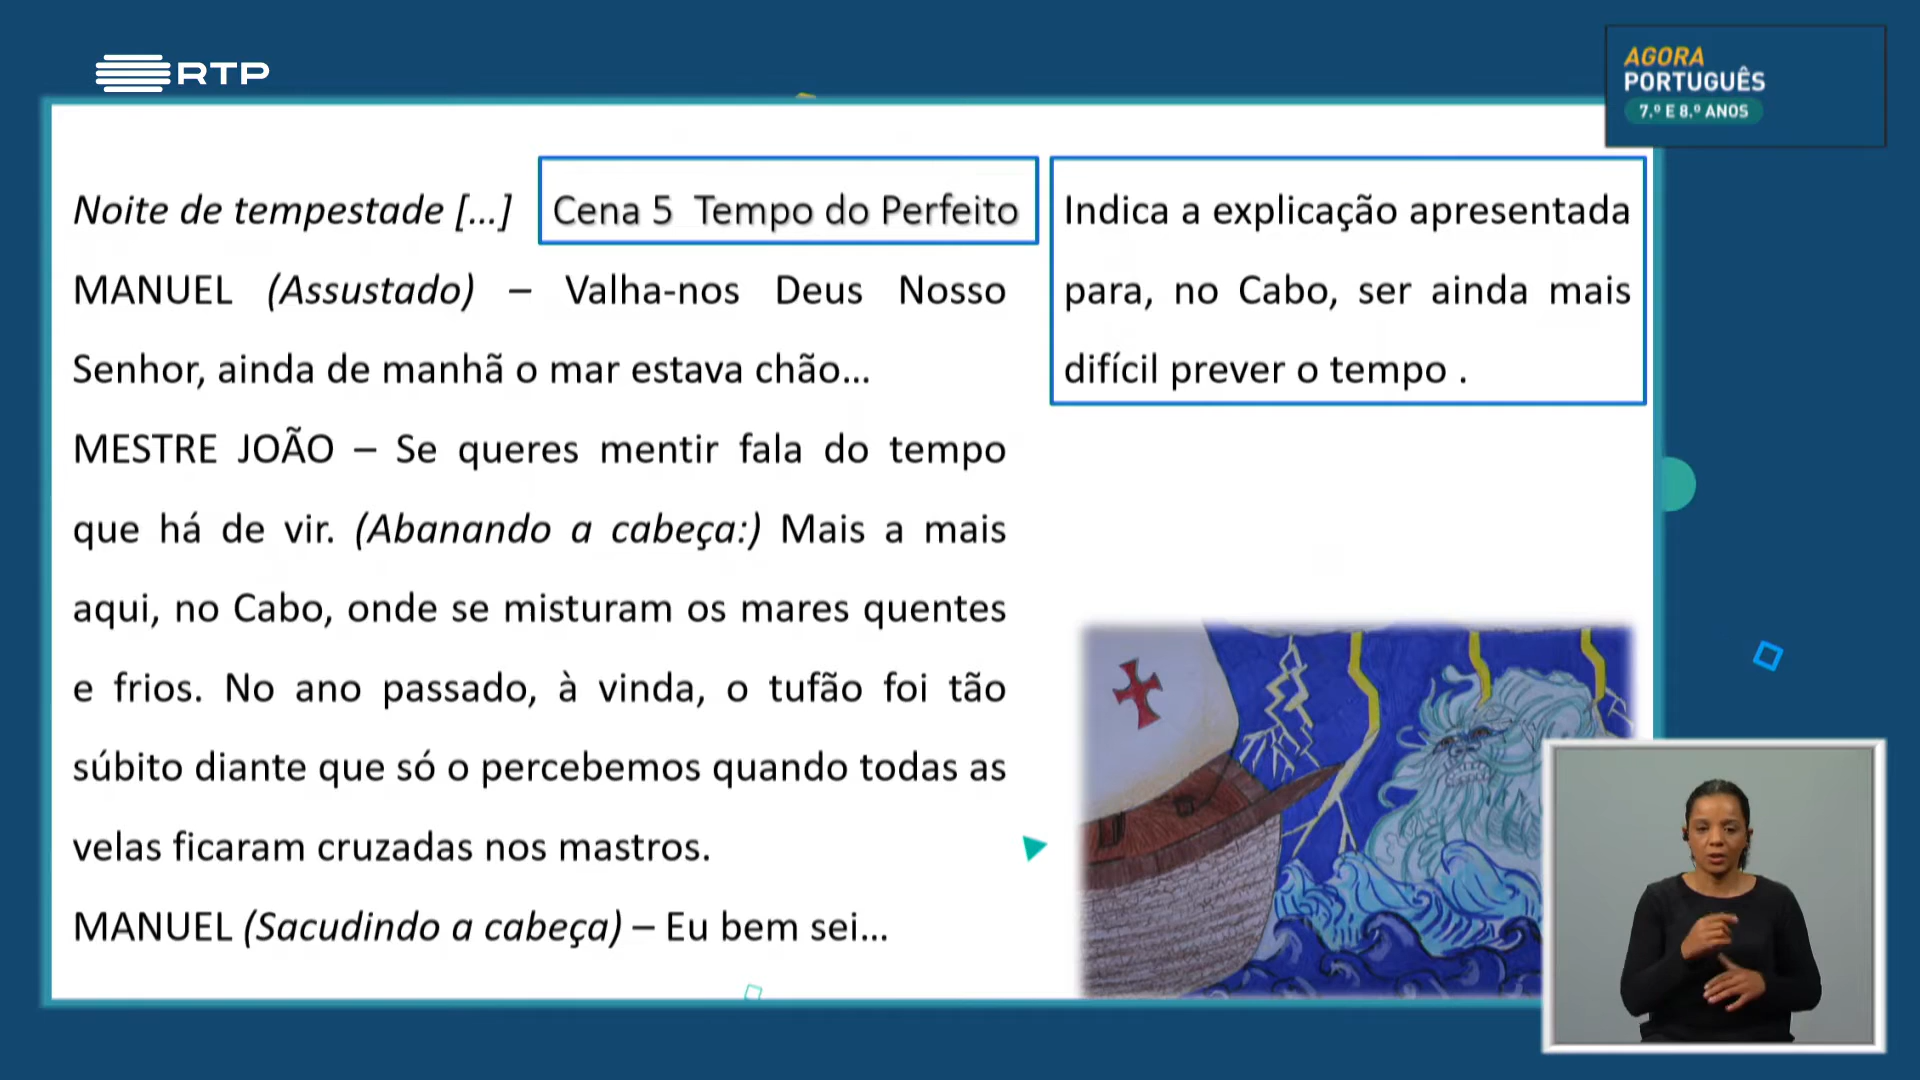 RTP
AGORA
PORTUGUÊS
7.º E 8.º ANOS
Noite de tempestade [...]
Cena 5 Tempo do Perfeito
MANUEL (Assustado) – Valha-nos Deus Nosso
Senhor, ainda de manhã o mar estava chão...
MESTRE JOÃO – Se queres mentir fala do tempo
que há de vir. (Abanando a cabeça:) Mais a mais
aqui, no Cabo, onde se misturam os mares quentes
e frios. No ano passado, à vinda, o tufão foi tão
súbito diante que só o percebemos quando todas as
velas ficaram cruzadas nos mastros.
MANUEL (Sacudindo a cabeça) – Eu bem sei...
Indica a explicação apresentada
para, no Cabo, ser ainda mais
difícil prever o tempo .